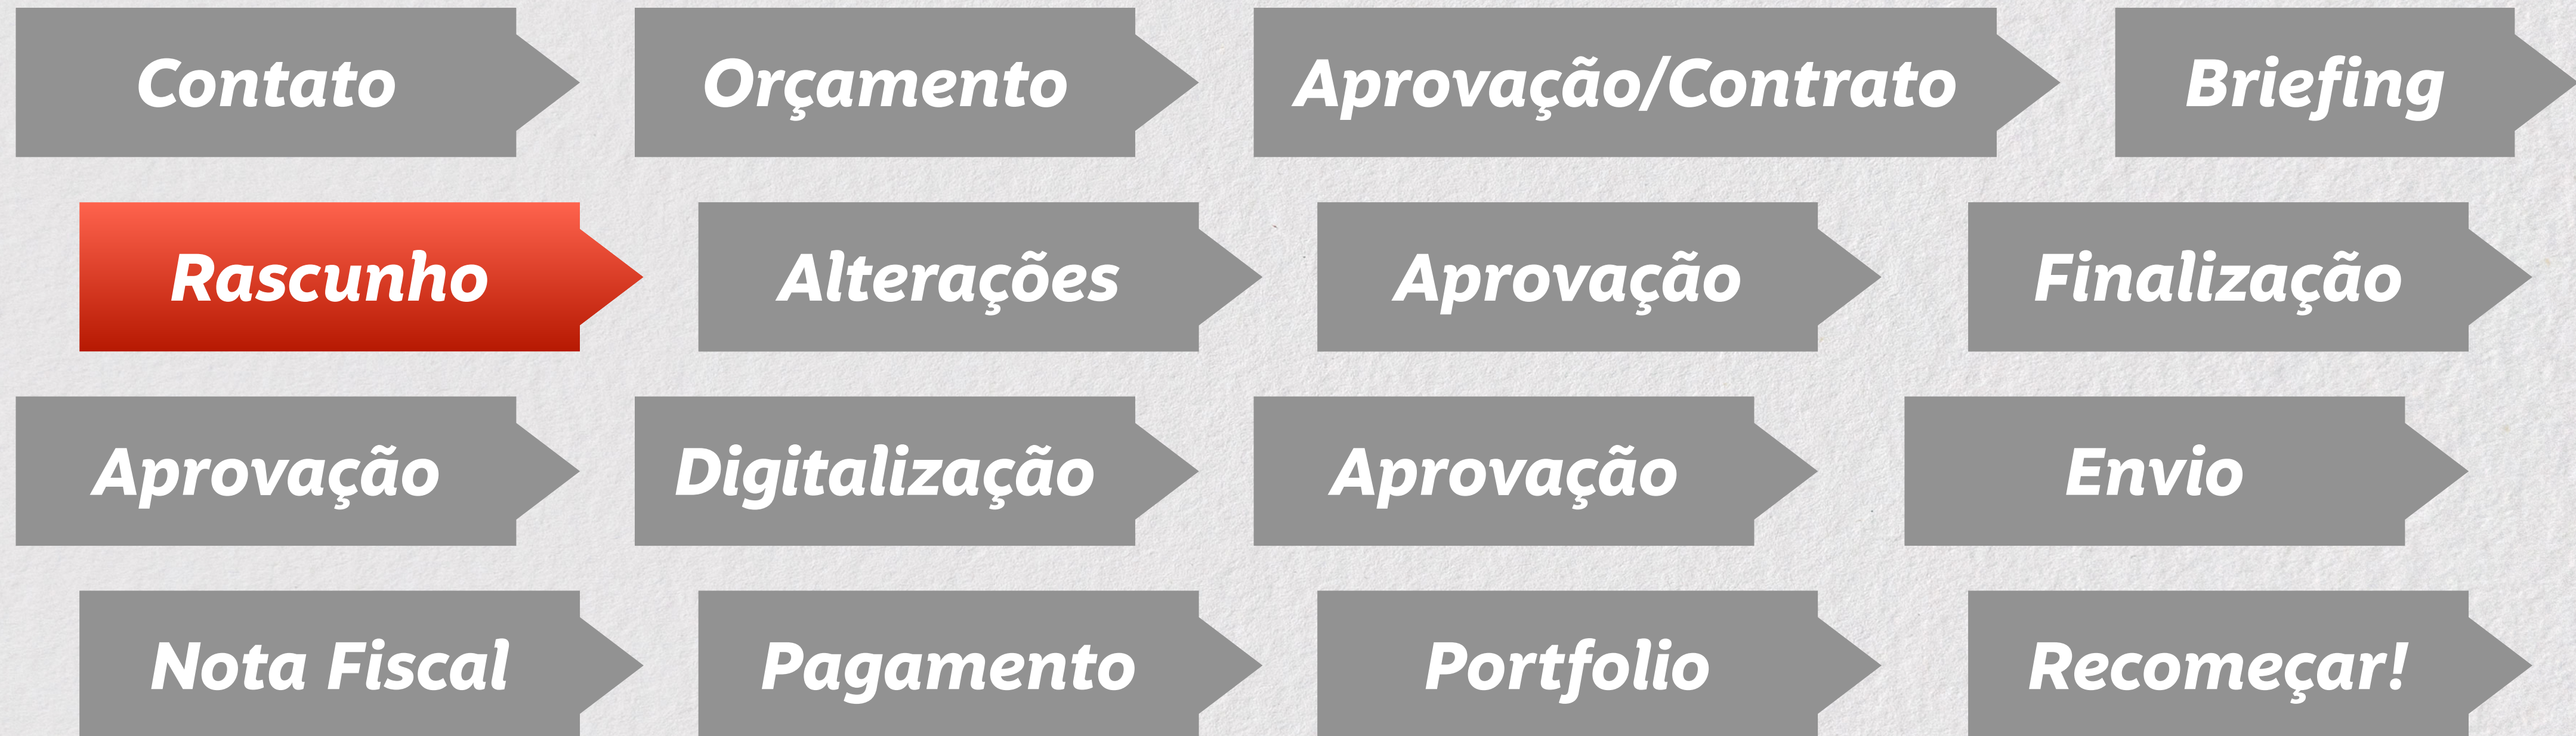 Contato
Orçamento
Aprovação/Contrato
Briefing
Rascunho
Alterações
Aprovação
Finalização
Aprovação
Digitalização
Aprovação
Envio
Nota Fiscal
Pagamento
Portfolio
Recomeçar!